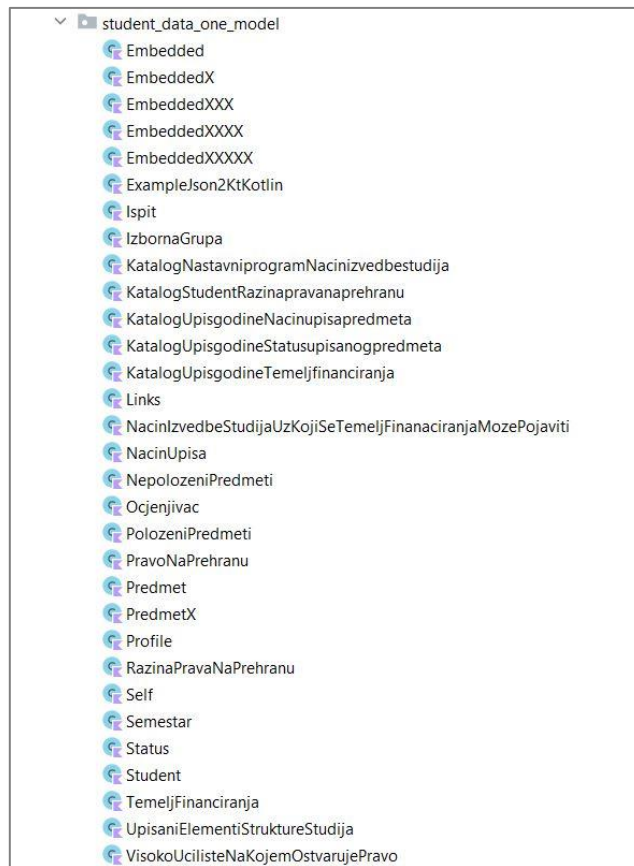 student_data_one_model
Embedded
EmbeddedX
EmbeddedXXX
EmbeddedXXXX
EmbeddedXXXXX
ExampleJson2KtKotlin
Ispit
IzbornaGrupa
KatalogNastavniprogramNacinizvedbestudija
KatalogStudentRazinapravanaprehranu
KatalogUpisgodineNacinupisapredmeta
KatalogUpisgodineStatusupisanogpredmeta
KatalogUpisgodineTemeljfinanciranja
Links
NacinIzvedbeStudijaUzKojiSeTemeljFinanaciranjaMozePojaviti
NacinUpisa
NepolozeniPredmeti
Ocjenjivac
PolozeniPredmeti
PravoNaPrehranu
Predmet
PredmetX
Profile
RazinaPravaNaPrehranu
Self
Semestar
Status
Student
TemeljFinanciranja
UpisaniElementiStruktureStudija
VisokoUcilisteNaKojemOstvarujePravo